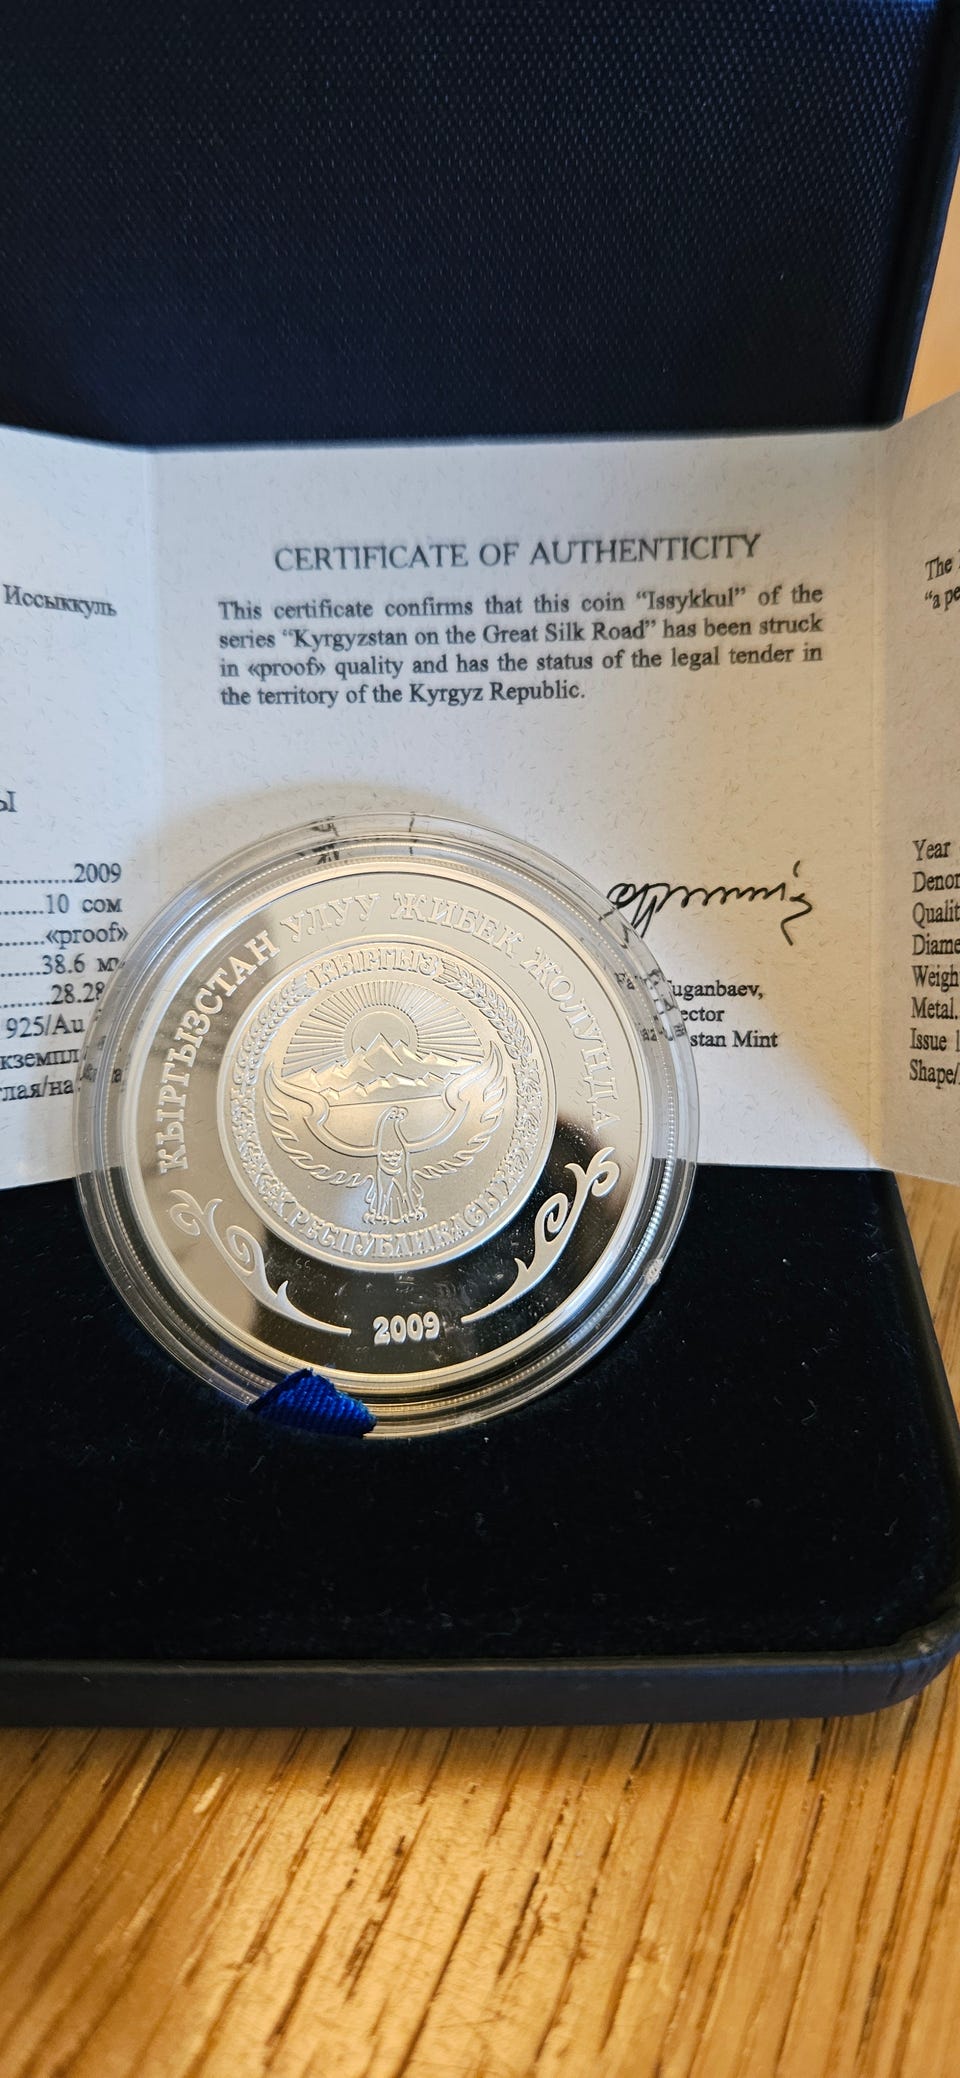 Иссыккуль
2009
10 сом
«proof»
38.6
925/Au
CERTIFICATE OF AUTHENTICITY
This certificate confirms that this coin “Issykkul” of the
series “Kyrgyzstan on the Great Silk Road” has been struck
in «proof» quality and has the status of the legal tender in
the territory of the Kyrgyz Republic.
stan Mint
The
“a pe
Year
Denon
Qualit
Diame
Weigh
Metal.
Issue
Shape/
КЫРГЫЗСТАН УЛУУ ЖИБЕК ЖОЛУНДА
КЫРГЫЗ
РЕСПУБЛИКАСЫ
2009